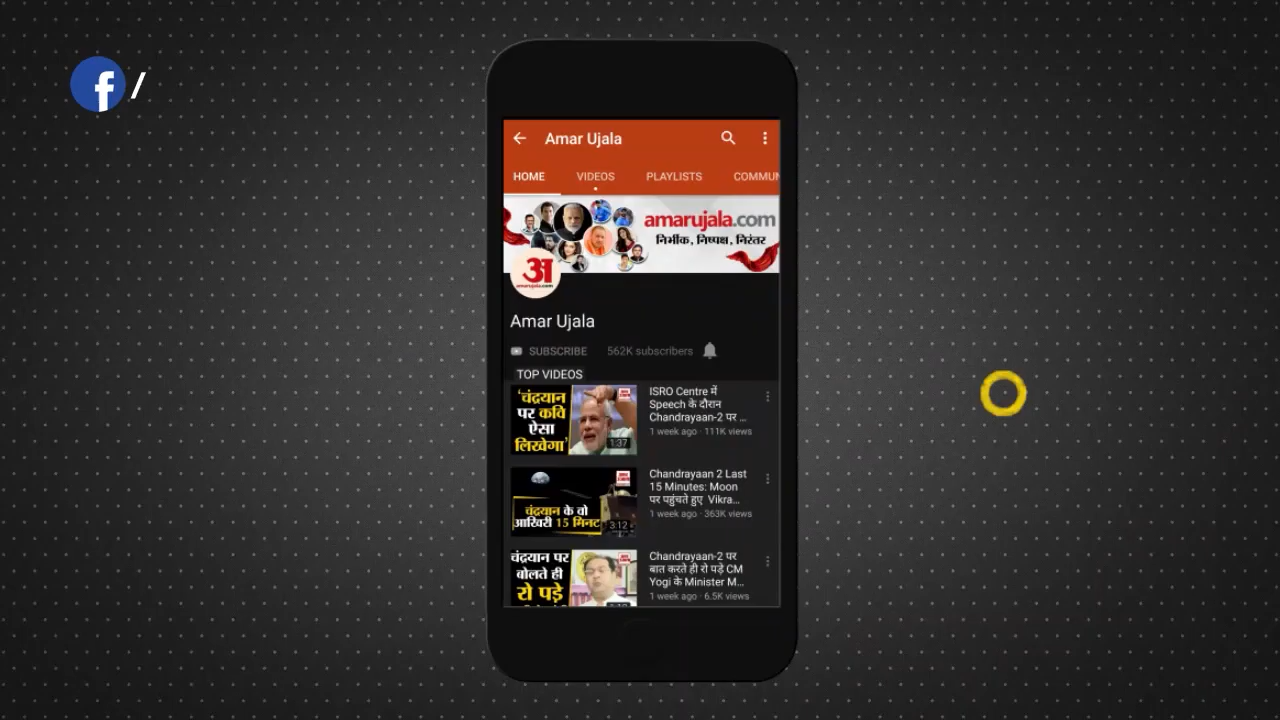 f /
Amar Ujala
HOME VIDEOS PLAYLISTS COMMUN
amarujala.com
निर्भीक, निष्पक्ष, निरंतर
अ
amarujala.com
Amar Ujala
SUBSCRIBE 562K subscribers
TOP VIDEOS
'चंद्रयान
पर कवि
ऐसा
लिखेगा'
1:37
ISRO Centre में
Speech के दौरान
Chandrayaan-2 पर ...
1 week ago · 111K views
चंद्रयान के वो
आखिरी 15 मिनट
3:12
Chandrayaan 2 Last
15 Minutes: Moon
पर पहुंचते हुए Vikra...
1 week ago · 363K views
चंद्रयान पर
बोलते ही
रो पड़े
Chandrayaan-2 पर
बात करते ही रो पड़े CM
Yogi के Minister M...
1 week ago · 6.5K views